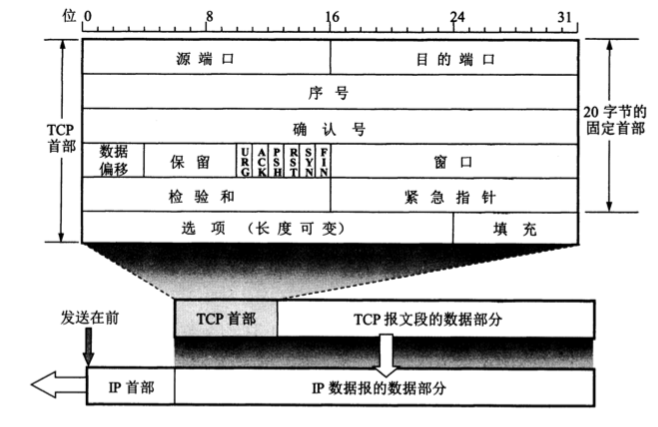 位 0 8 16 24 31
源端口 目的端口
序号
TCP
首部
20 字节的
固定首部
确认号
数据
偏移
保留
URG
ACK
PSH
RST
SYN
FIN
窗口
检验和 紧急指针
选项 (长度可变) 填充
发送在前
TCP 首部 TCP 报文段的数据部分
IP 首部 IP 数据报的数据部分